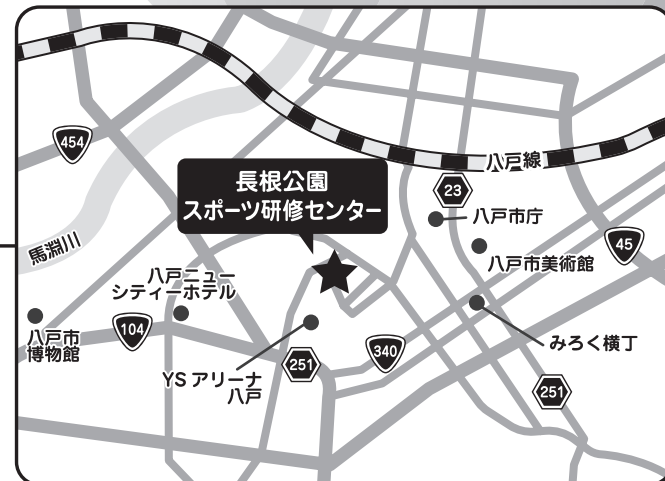 454
長根公園
スポーツ研修センター
八戸線
23
八戸市庁
45
馬淵川
八戸ニュー
シティーホテル
八戸市美術館
八戸市
博物館
104
みろく横丁
340
251
YSアリーナ
八戸
251